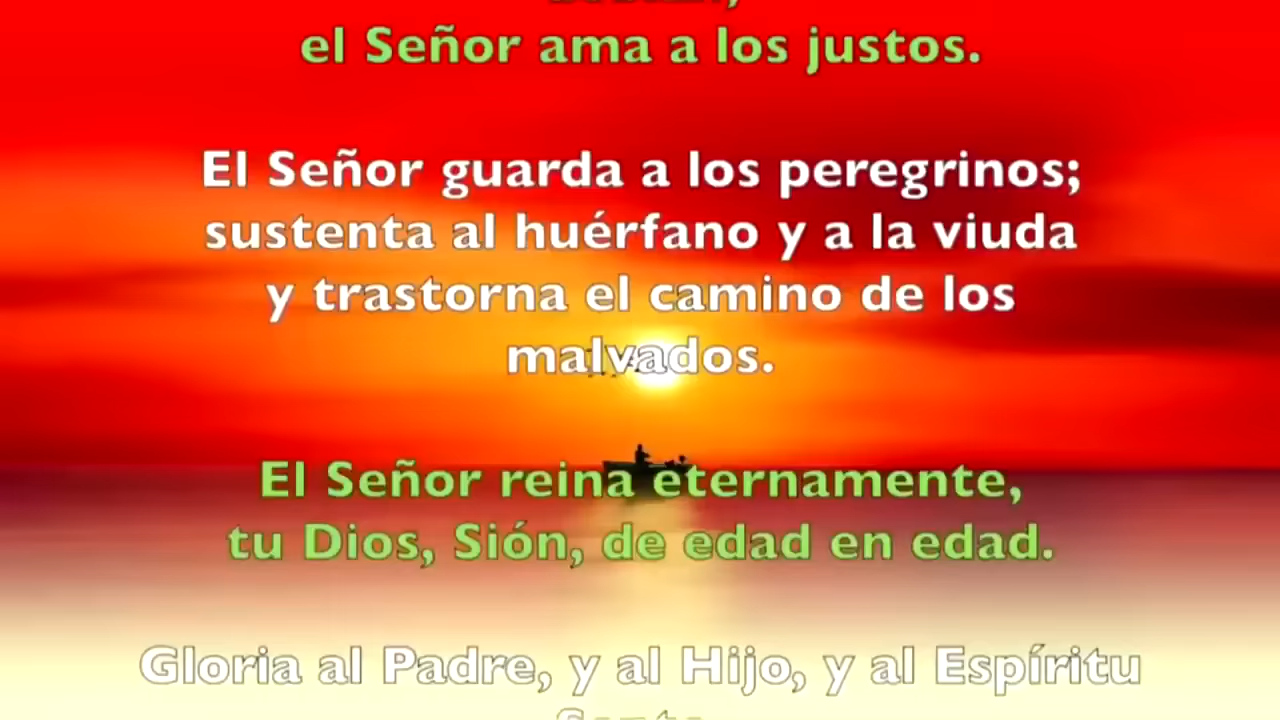 el Señor ama a los justos.
El Señor guarda a los peregrinos;
sustenta al huérfano y a la viuda
y trastorna el camino de los
malvados.
El Señor reina eternamente,
tu Dios, Sión, de edad en edad.
Gloria al Padre, y al Hijo, y al Espíritu